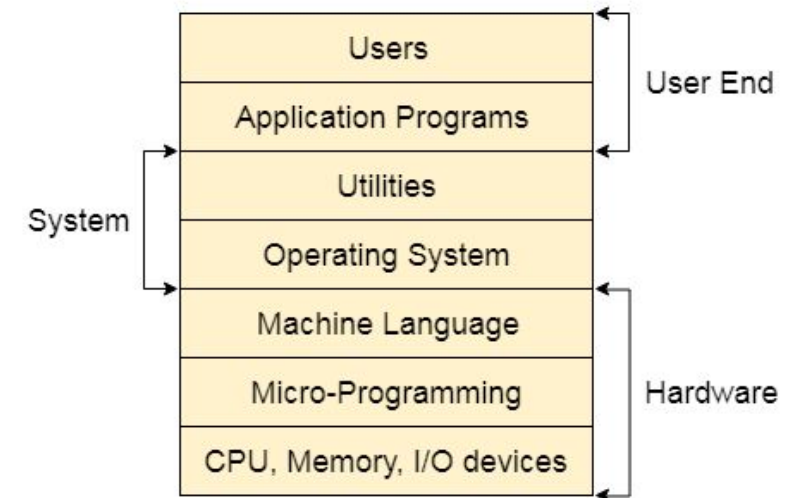 Users
User End
Application Programs
Utilities
System
Operating System
Machine Language
Micro-Programming
Hardware
CPU, Memory, I/O devices